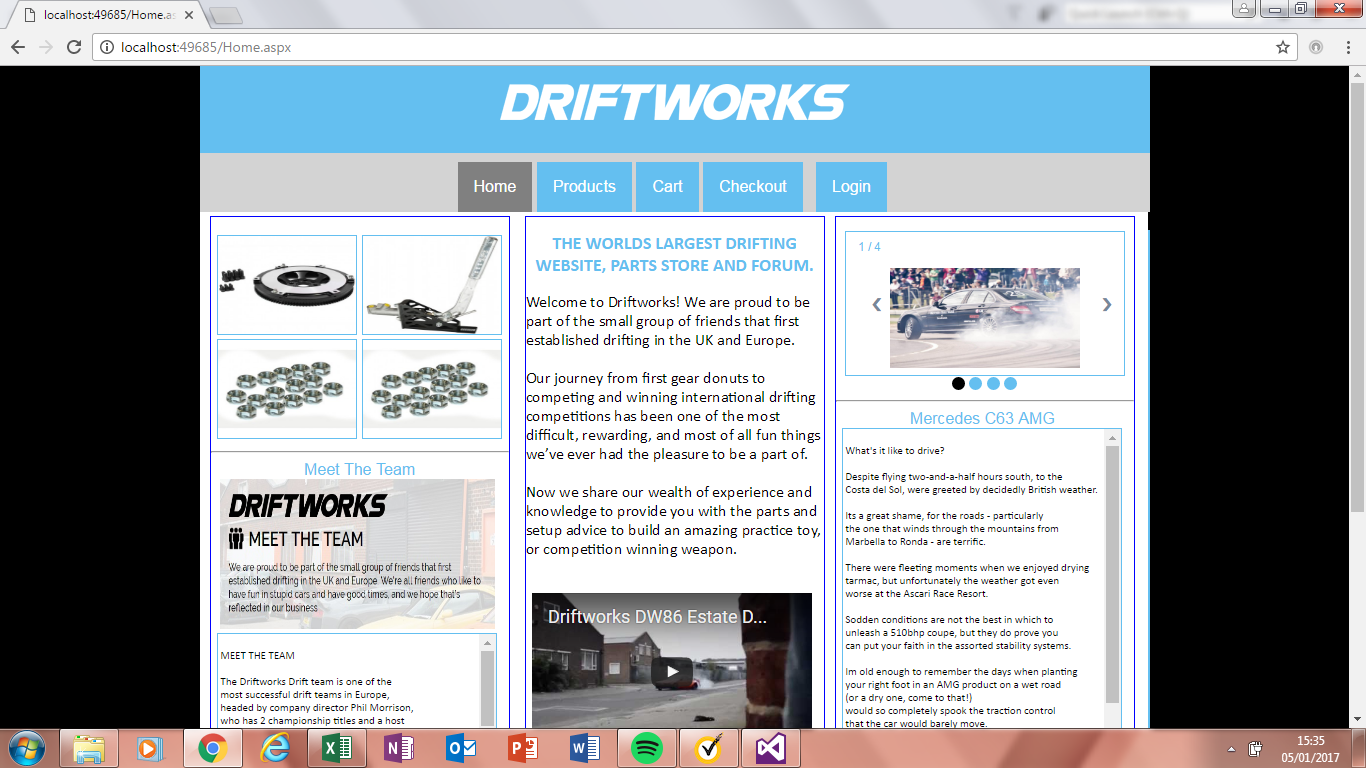 localhost:49685/Home.as
localhost:49685/Home.aspx
DRIFTWORKS
Home
Products
Cart
Checkout
Login
Meet The Team
DRIFTWORKS
MEET THE TEAM
We are proud to be part of the small group of friends that first
established drifting in the UK and Europe. We're all friends who like to
have fun in stupid cars and have good times, and we hope that's
reflected in our business
MEET THE TEAM
The Driftworks Drift team is one of the
most successful drift teams in Europe,
headed by company director Phil Morrison,
who has 2 championship titles and a host
THE WORLDS LARGEST DRIFTING
WEBSITE, PARTS STORE AND FORUM.
Welcome to Driftworks! We are proud to be
part of the small group of friends that first
established drifting in the UK and Europe.
Our journey from first gear donuts to
competing and winning international drifting
competitions has been one of the most
difficult, rewarding, and most of all fun things
we've ever had the pleasure to be a part of.
Now we share our wealth of experience and
knowledge to provide you with the parts and
setup advice to build an amazing practice toy,
or competition winning weapon.
Driftworks DW86 Estate D...
1 / 4
Mercedes C63 AMG
What's it like to drive?
Despite flying two-and-a-half hours south, to the
Costa del Sol, were greeted by decidedly British weather.
Its a great shame, for the roads - particularly
the one that winds through the mountains from
Marbella to Ronda - are terrific.
There were fleeting moments when we enjoyed drying
tarmac, but unfortunately the weather got even
worse at the Ascari Race Resort.
Sodden conditions are not the best in which to
unleash a 510bhp coupe, but they do prove you
can put your faith in the assorted stability systems.
Im old enough to remember the days when planting
your right foot in an AMG product on a wet road
(or a dry one, come to that!)
would so completely spook the traction control
that the car would barely move.
15:35
05/01/2017